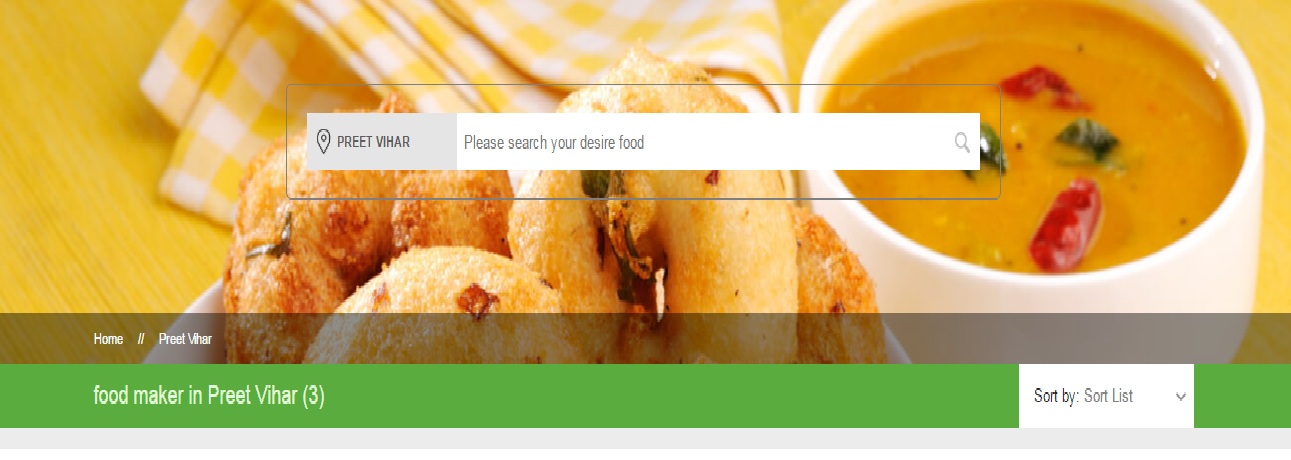 PREET VIHAR Please search your desire food
Home // Preet Vihar
food maker in Preet Vihar (3)
Sort by: Sort List